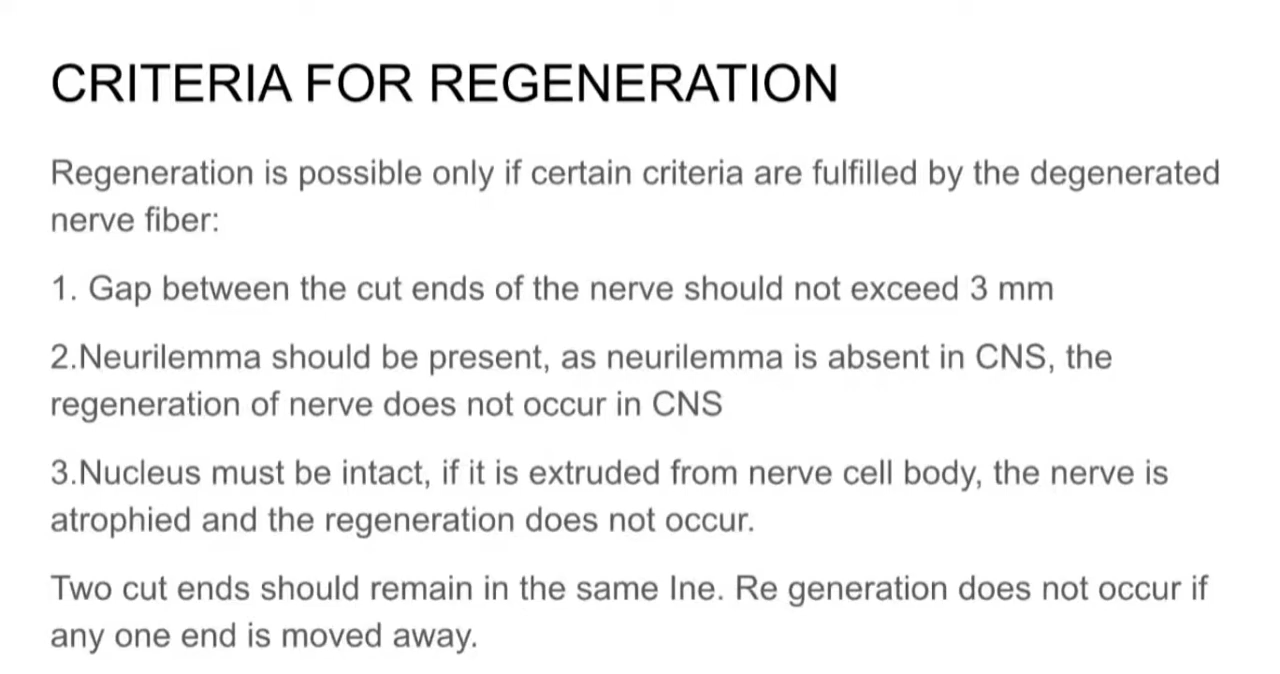 CRITERIA FOR REGENERATION
Regeneration is possible only if certain criteria are fulfilled by the degenerated
nerve fiber:
1. Gap between the cut ends of the nerve should not exceed 3 mm
2.Neurilemma should be present, as neurilemma is absent in CNS, the
regeneration of nerve does not occur in CNS
3.Nucleus must be intact, if it is extruded from nerve cell body, the nerve is
atrophied and the regeneration does not occur.
Two cut ends should remain in the same lne. Re generation does not occur if
any one end is moved away.